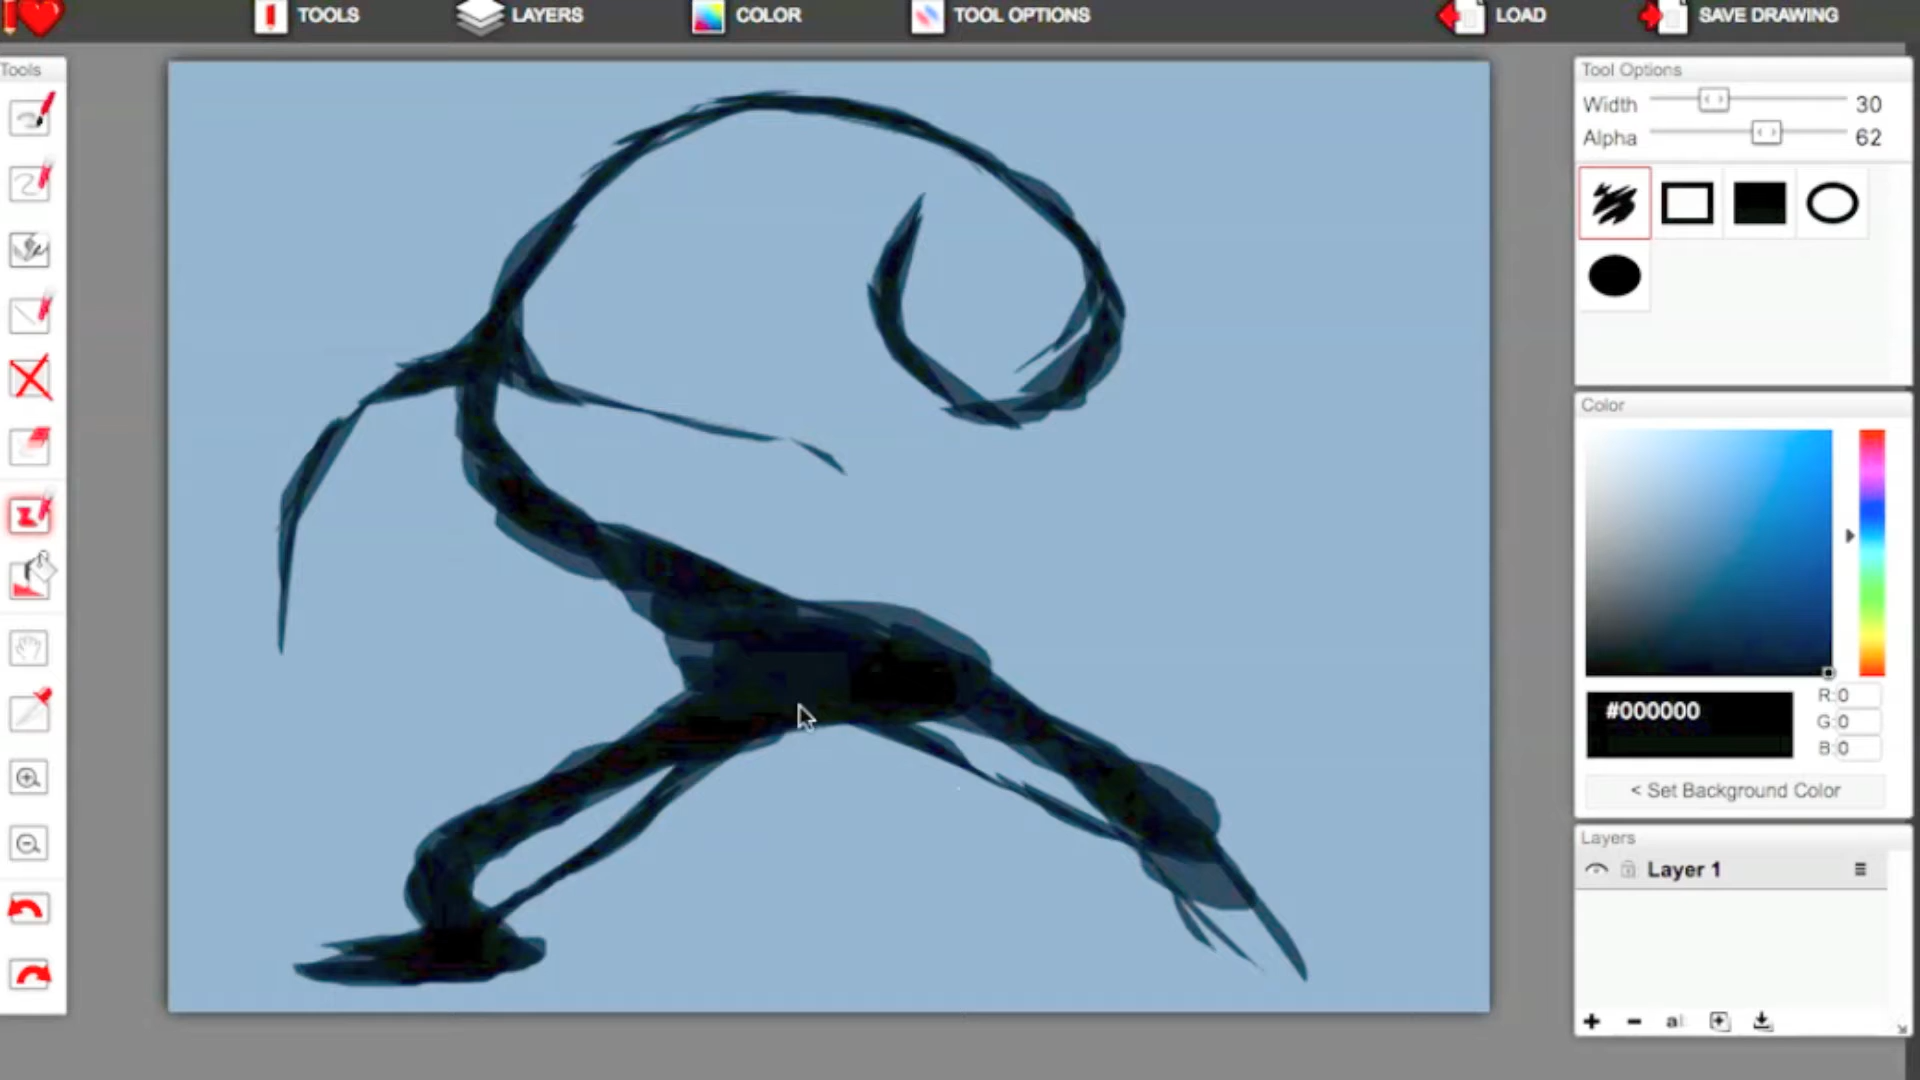 TOOLS
LAYERS
COLOR
TOOL OPTIONS
LOAD
SAVE DRAWING
Tools
Tool Options
Width 30
Alpha 62
Color
#000000
R:0
G:0
B:0
< Set Background Color
Layers
Layer 1